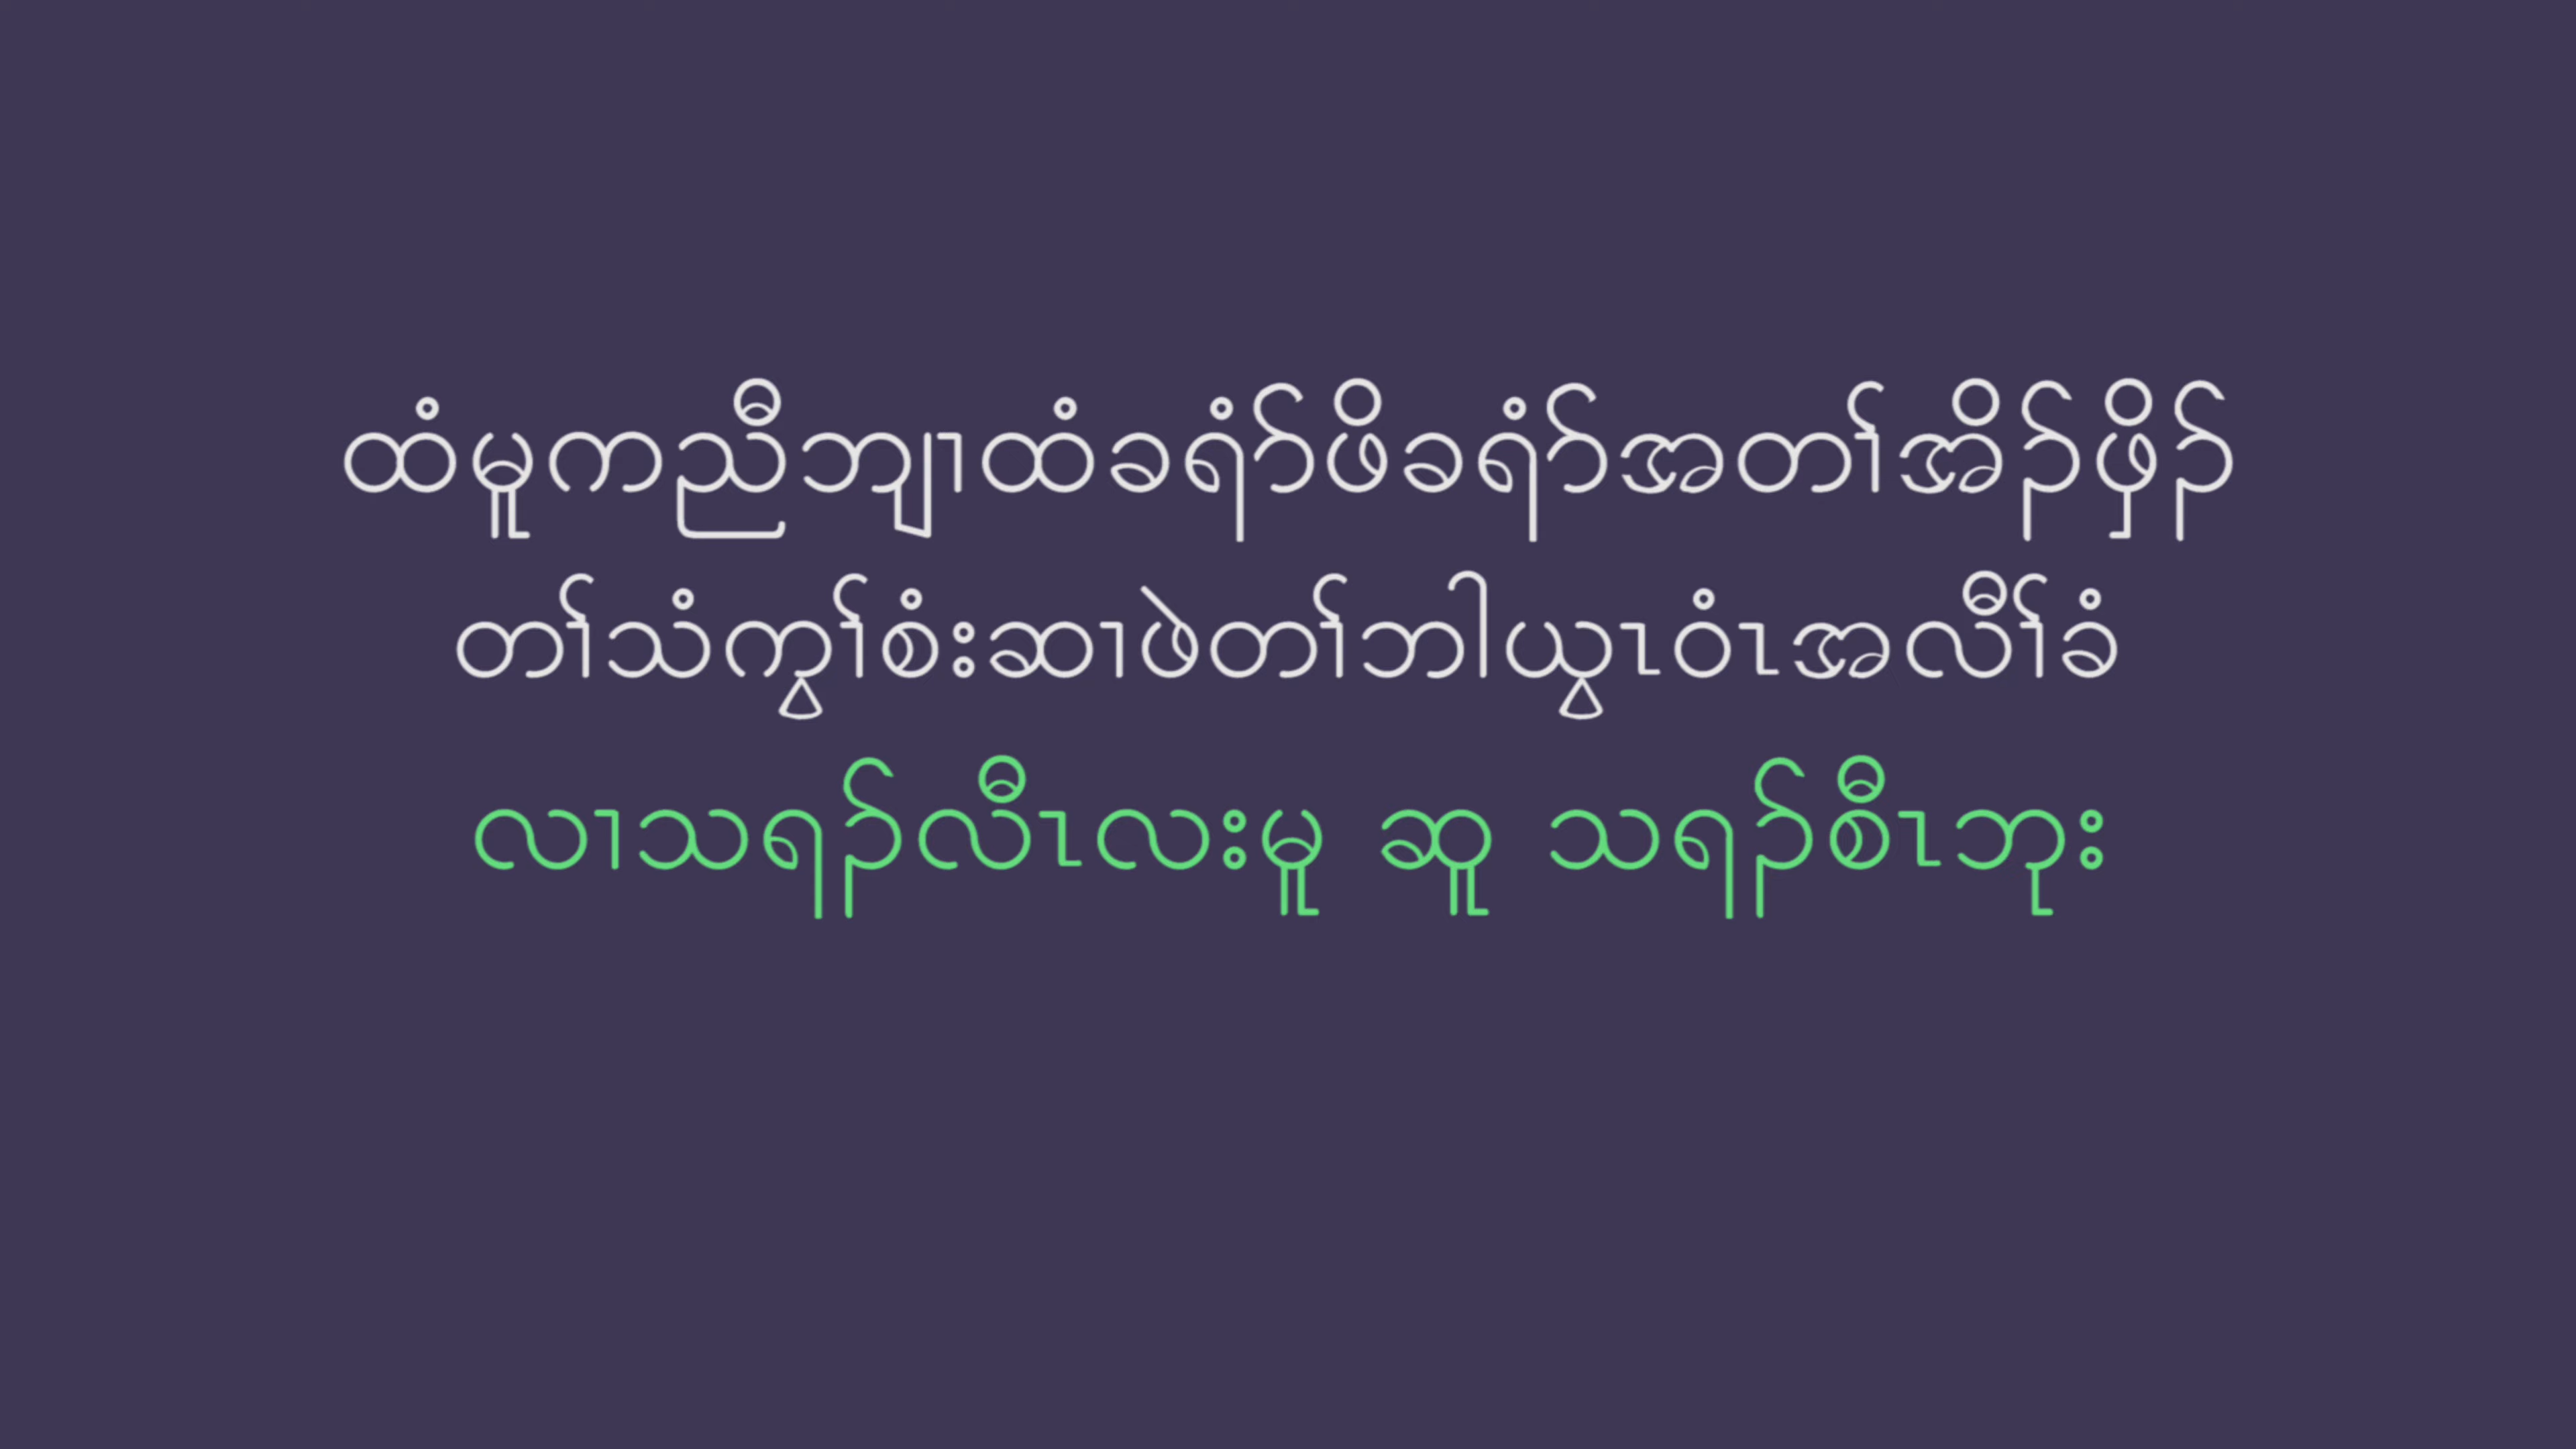 ထံမူကညီဘျၢထံခရံာ်ဖိခရံာ်အတၢ်အိၣ်ဖှိၣ်
တၢ်သံကွၢ်စံးဆၢဖဲတၢ်ဘါယွၤဝံၤအလီၢ်ခံ
လၢသရၣ်လီၤလးမူ ဆူ သရၣ်စီၤဘုး